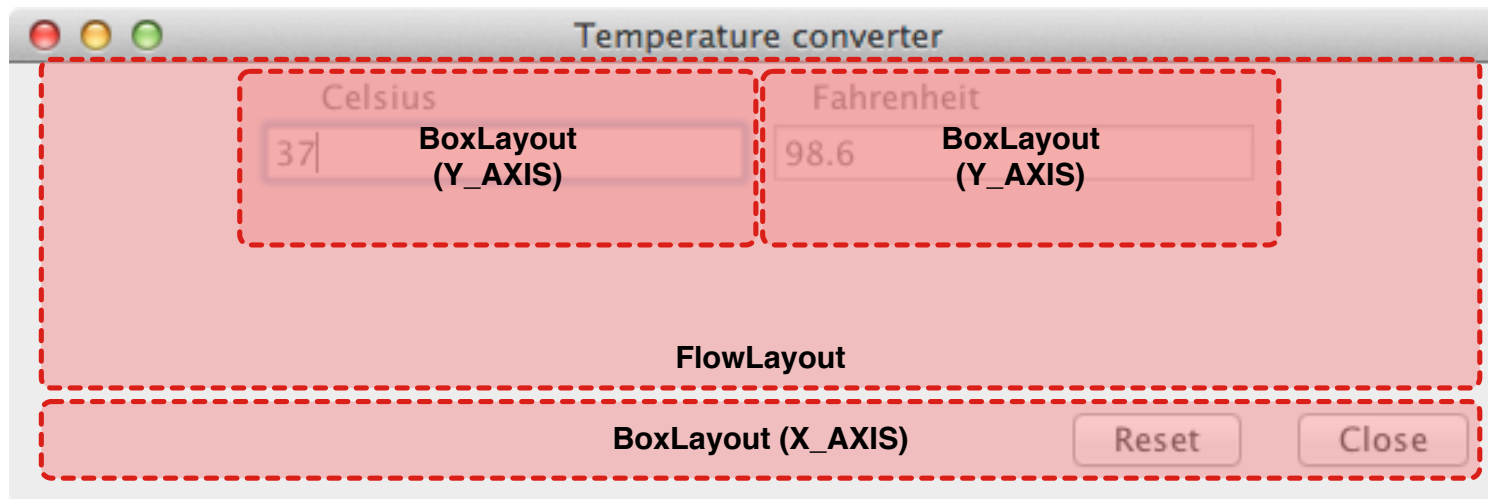 Temperature converter
Celsius
Fahrenheit
37
98.6
BoxLayout
(Y_AXIS)
BoxLayout
(Y_AXIS)
FlowLayout
BoxLayout (X_AXIS)
Reset
Close